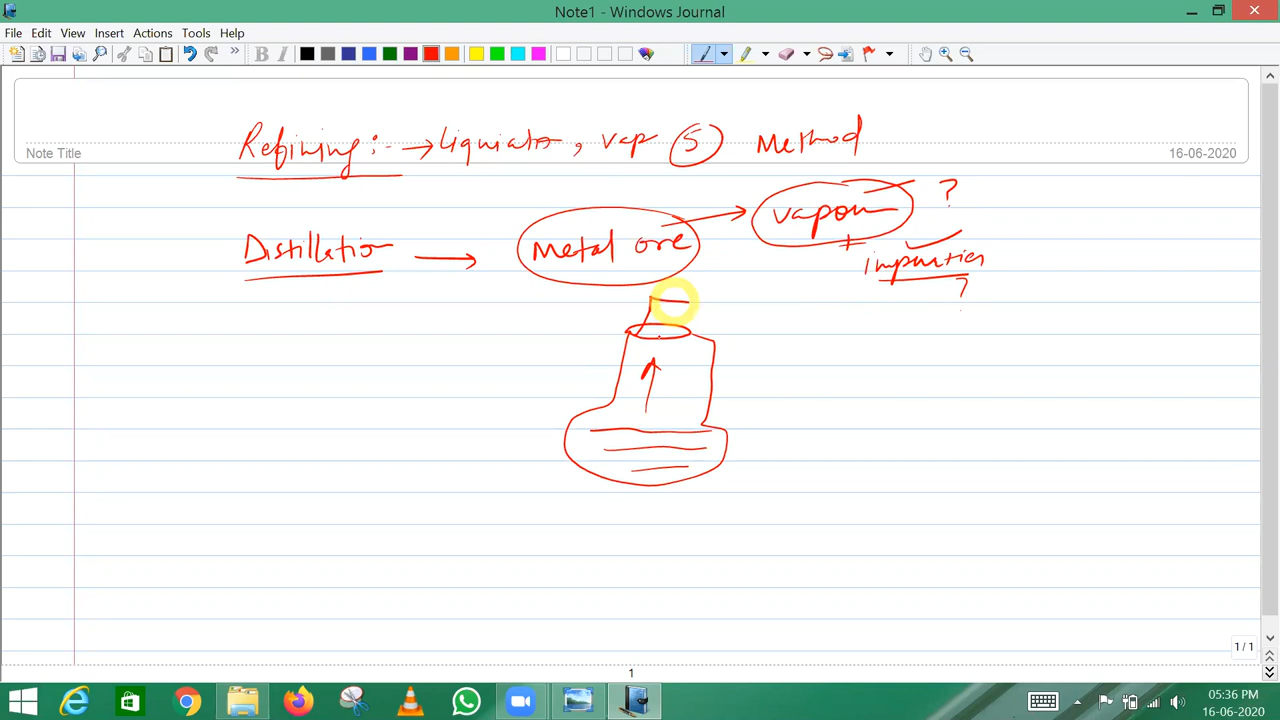 Note1 - Windows Journal
File Edit View Insert Actions Tools Help
B I
Refining :- → Liquiatn, vap 5 Method
Note Title
16-06-2020
Distillation → Metal ore → vapour ?
+
impurities
?
1 / 1
1
05:36 PM
16-06-2020